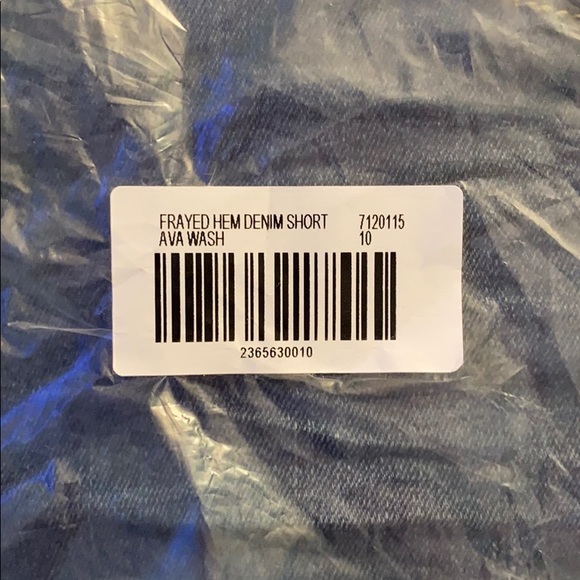 FRAYED HEM DENIM SHORT 7120115
AVA WASH 10
2365630010